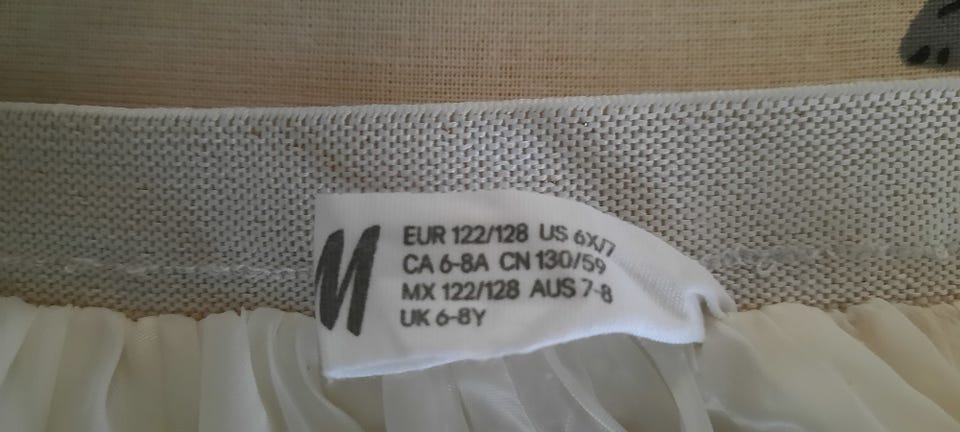 M
EUR 122/128 US 6X/7
CA 6-8A CN 130/59
MX 122/128 AUS 7-8
UK 6-8Y